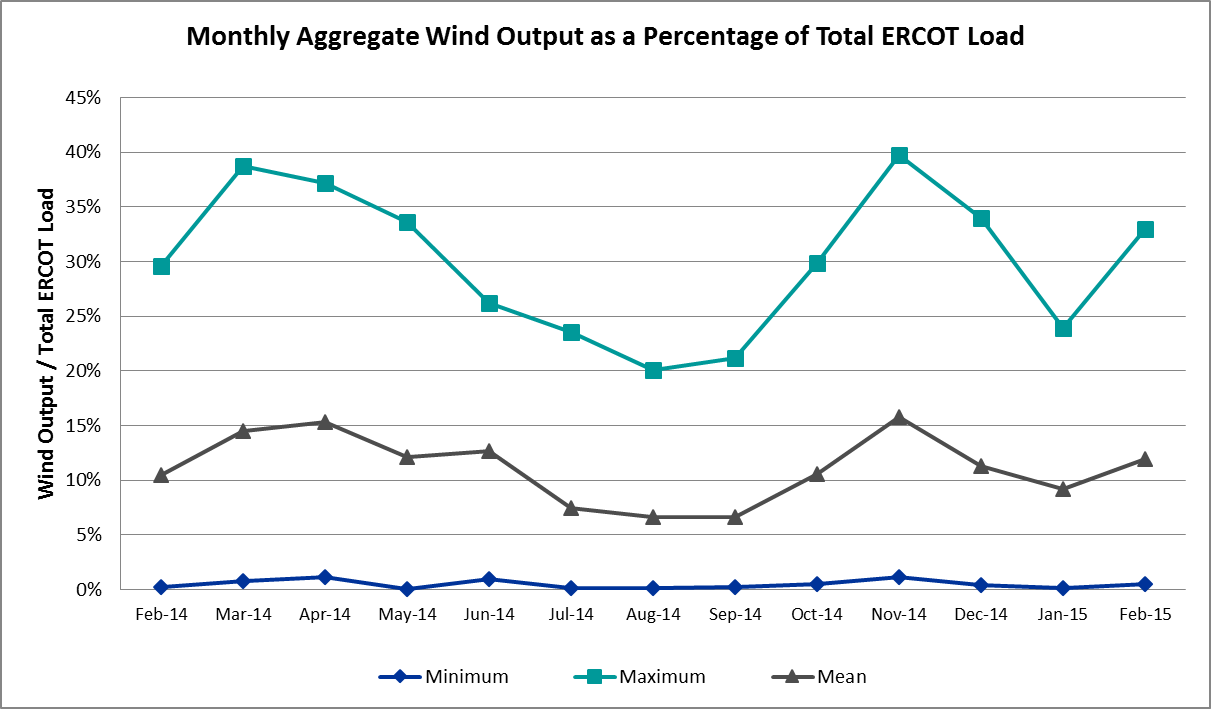 Monthly Aggregate Wind Output as a Percentage of Total ERCOT Load
Wind Output / Total ERCOT Load
45%
40%
35%
30%
25%
20%
15%
10%
5%
0%
Feb-14 Mar-14 Apr-14 May-14 Jun-14 Jul-14 Aug-14 Sep-14 Oct-14 Nov-14 Dec-14 Jan-15 Feb-15
Minimum Maximum Mean